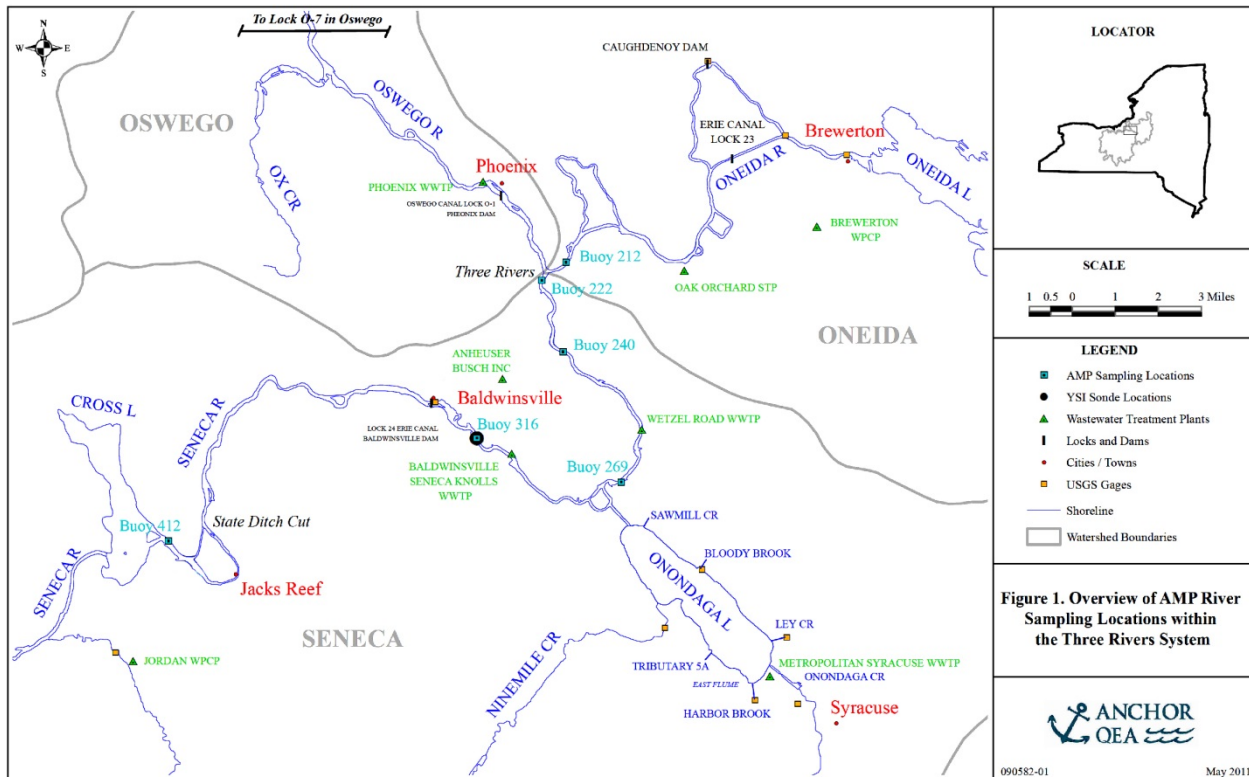 To Lock O-7 in Oswego
N
W
E
S
CAUGHDENOY DAM
OSWEGO
OSWEGO R
ERIE CANAL
LOCK 23
Brewerton
ONEIDA R
ONEIDA L
Phoenix
PHOENIX WWTP
OSWEGO CANAL LOCK O-1
PHEONIX DAM
OX CR
BREWERTON
WPCP
Buoy 212
Three Rivers
Buoy 222
OAK ORCHARD STP
ONEIDA
Buoy 240
ANHEUSER
BUSCH INC
CROSS L
SENECA R
Baldwinsville
LOCK 24 ERIE CANAL
BALDWINSVILLE DAM
Buoy 316
WETZEL ROAD WWTP
BALDWINSVILLE
SENECA KNOLLS
WWTP
Buoy 269
State Ditch Cut
Buoy 412
SAWMILL CR
BLOODY BROOK
SENECA R
Jacks Reef
ONONDAGA L
SENECA
LEY CR
NINEMILE CR
JORDAN WPCP
TRIBUTARY 5A
METROPOLITAN SYRACUSE WWTP
ONONDAGA CR
EAST FLUME
HARBOR BROOK
Syracuse
LOCATOR
SCALE
1 0.5 0 1 2 3 Miles
LEGEND
AMP Sampling Locations
YSI Sonde Locations
Wastewater Treatment Plants
Locks and Dams
Cities / Towns
USGS Gages
Shoreline
Watershed Boundaries
Figure 1. Overview of AMP River
Sampling Locations within
the Three Rivers System
ANCHOR
QEA
090582-01
May 2011